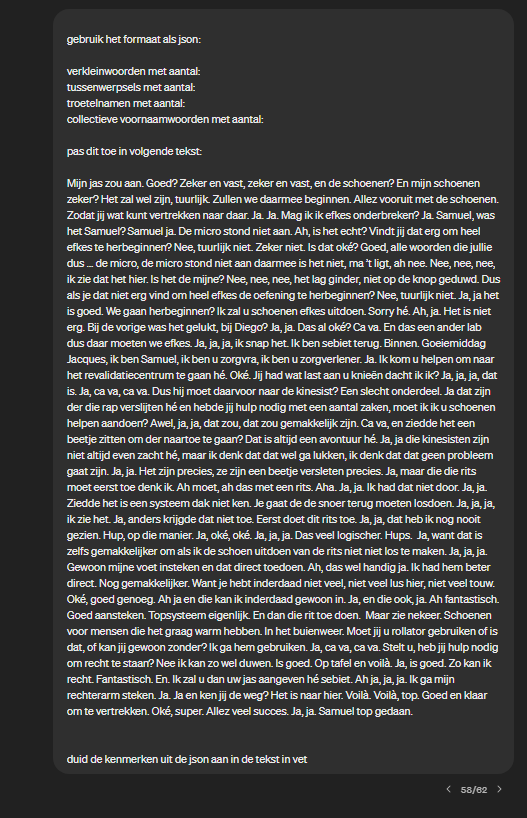 gebruik het formaat als json:
verkleinwoorden met aantal:
tussenwerpsels met aantal:
troetelnamen met aantal:
collectieve voornaamwoorden met aantal:
pas dit toe in volgende tekst:
Mijn jas zou aan. Goed? Zeker en vast, zeker en vast, en de schoenen? En mijn schoenen
zeker? Het zal wel zijn, tuurlijk. Zullen we daarmee beginnen. Allez vooruit met de schoenen.
Zodat jij wat kunt vertrekken naar daar. Ja. Ja. Mag ik ik efkes onderbreken? Ja. Samuel, was
het Samuel? Samuel ja. De micro stond niet aan. Ah, is het echt? Vindt jij dat erg om heel
efkes te herbeginnen? Nee, tuurlijk niet. Zeker niet. Is dat oké? Goed, alle woorden die jullie
dus ... de micro, de micro stond niet aan daarmee is het niet, ma 't ligt, ah nee. Nee, nee, nee,
ik zie dat het hier. Is het de mijne? Nee, nee, nee, het lag ginder, niet op de knop geduwd. Dus
als je dat niet erg vind om heel efkes de oefening te herbeginnen? Nee, tuurlijk niet. Ja, ja het
is goed. We gaan herbeginnen? Ik zal u schoenen efkes uitdoen. Sorry hé. Ah, ja. Het is niet
erg. Bij de vorige was het gelukt, bij Diego? Ja, ja. Das al oké? Ca va. En das een ander lab
dus daar moeten we efkes. Ja, ja, ja, ik snap het. Ik ben sebiet terug. Binnen. Goeiemiddag
Jacques, ik ben Samuel, ik ben u zorgvra, ik ben u zorgverlener. Ja. Ik kom u helpen om naar
het revalidatiecentrum te gaan hé. Oké. Jij had wat last aan u knieën dacht ik ik? Ja, ja, ja, dat
is. Ja, ca va, ca va. Dus hij moet daarvoor naar de kinesist? Een slecht onderdeel. Ja dat zijn
der die rap verslijten hé en hebde jij hulp nodig met een aantal zaken, moet ik ik u schoenen
helpen aandoen? Awel, ja, ja, dat zou, dat zou gemakkelijk zijn. Ca va, en ziedde het een
beetje zitten om der naartoe te gaan? Dat is altijd een avontuur hé. Ja, ja die kinesisten zijn
niet altijd even zacht hé, maar ik denk dat dat wel ga lukken, ik denk dat dat geen probleem
gaat zijn. Ja, ja. Het zijn precies, ze zijn een beetje versleten precies. Ja, maar die die rits
moet eerst toe denk ik. Ah moet, ah das met een rits. Aha. Ja, ja. Ik had dat niet door. Ja, ja.
Ziedde het is een systeem dak niet ken. Je gaat de de snoer terug moeten losdoen. Ja, ja, ja,
ik zie het. Ja, anders krijgde dat niet toe. Eerst doet dit rits toe. Ja, ja, dat heb ik nog nooit
gezien. Hup, op die manier. Ja, oké, oké. Ja, ja, ja. Das veel logischer. Hups.  Ja, want dat is
zelfs gemakkelijker om als ik de schoen uitdoen van de rits niet niet los te maken. Ja, ja, ja.
Gewoon mijne voet insteken en dat direct toedoen. Ah, das wel handig ja. Ik had hem beter
direct. Nog gemakkelijker. Want je hebt inderdaad niet veel, niet veel lus hier, niet veel touw.
Oké, goed genoeg. Ah ja en die kan ik inderdaad gewoon in. Ja, en die ook, ja. Ah fantastisch.
Goed aansteken. Topsysteem eigenlijk. En dan die rit toe doen.  Maar zie nekeer. Schoenen
voor mensen die het graag warm hebben. In het buienweer. Moet jij u rollator gebruiken of is
dat, of kan jij gewoon zonder? Ik ga hem gebruiken. Ja, ca va, ca va. Stelt u, heb jij hulp nodig
om recht te staan? Nee ik kan zo wel duwen. Is goed. Op tafel en voilà. Ja, is goed. Zo kan ik
recht. Fantastisch. En. Ik zal u dan uw jas aangeven hé sebiet. Ah ja, ja, ja. Ik ga mijn
rechterarm steken. Ja. Ja en ken jij de weg? Het is naar hier. Voilà. Voilà, top. Goed en klaar
om te vertrekken. Oké, super. Allez veel succes. Ja, ja. Samuel top gedaan.
duid de kenmerken uit de json aan in de tekst in vet
58/62